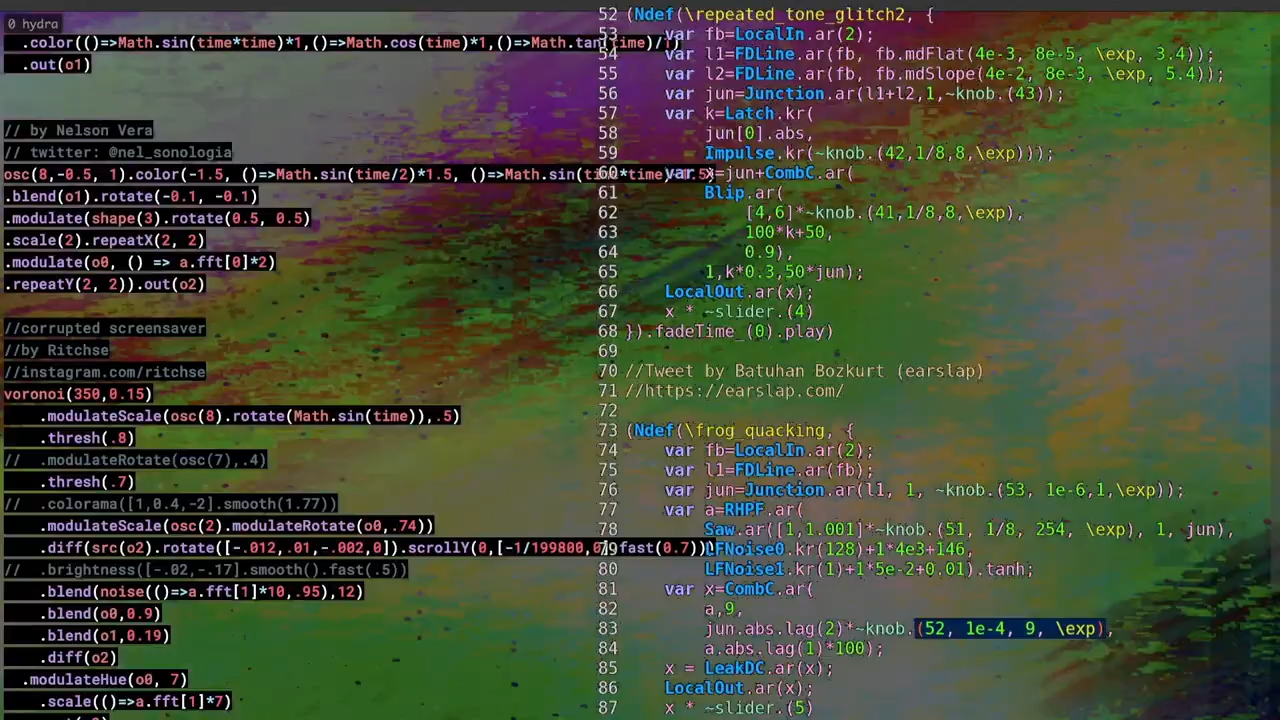 0 hydra
.color(()=>Math.sin(time*time)*1,()=>Math.cos(time)*1,()=>Math.tan(time)/1)
.out(o1)
// by Nelson Vera
// twitter: @nel_sonologia
osc(8,-0.5, 1).color(-1.5, ()=>Math.sin(time/2)*1.5, ()=>Math.sin(time*time)*1.5)
.blend(o1).rotate(-0.1, -0.1)
.modulate(shape(3).rotate(0.5, 0.5)
.scale(2).repeatX(2, 2)
.modulate(o0, () => a.fft[0]*2)
.repeatY(2, 2)).out(o2)
//corrupted screensaver
//by Ritchse
//instagram.com/ritchse
voronoi(350,0.15)
.modulateScale(osc(8).rotate(Math.sin(time)),.5)
.thresh(.8)
// .modulateRotate(osc(7),.4)
.thresh(.7)
// .colorama([1,0.4,-2].smooth(1.77))
.modulateScale(osc(2).modulateRotate(o0,.74))
.diff(src(o2).rotate([-.012,.01,-.002,0]).scrollY(0,[-1/199800,0].fast(0.7)))
// .brightness([-.02,-.17].smooth().fast(.5))
.blend(noise(()=>a.fft[1]*10,.95),12)
.blend(o0,0.9)
.blend(o1,0.19)
.diff(o2)
.modulateHue(o0, 7)
.scale(()=>a.fft[1]*7)
52 (Ndef(\repeated_tone_glitch2, {
53 var fb=LocalIn.ar(2);
54 var l1=FDLine.ar(fb, fb.mdFlat(4e-3, 8e-5, \exp, 3.4));
55 var l2=FDLine.ar(fb, fb.mdSlope(4e-2, 8e-3, \exp, 5.4));
56 var jun=Junction.ar(l1+l2,1,~knob.(43));
57 var k=Latch.kr(
58 jun[0].abs,
59 Impulse.kr(~knob.(42,1/8,8,\exp)));
60 var x=jun+CombC.ar(
61 Blip.ar(
62 [4,6]*~knob.(41,1/8,8,\exp),
63 100*k+50,
64 0.9),
65 1,k*0.3,50*jun);
66 LocalOut.ar(x);
67 x * ~slider.(4)
68 }).fadeTime_(0).play)
69
70 //Tweet by Batuhan Bozkurt (earslap)
71 //https://earslap.com/
72
73 (Ndef(\frog_quacking, {
74 var fb=LocalIn.ar(2);
75 var l1=FDLine.ar(fb);
76 var jun=Junction.ar(l1, 1, ~knob.(53, 1e-6,1,\exp));
77 var a=RHPF.ar(
78 Saw.ar([1,1.001]*~knob.(51, 1/8, 254, \exp), 1, jun),
79 LFNoise0.kr(128)+1*4e3+146,
80 LFNoise1.kr(1)+1*5e-2+0.01).tanh;
81 var x=CombC.ar(
82 a,9,
83 jun.abs.lag(2)*~knob.(52, 1e-4, 9, \exp),
84 a.abs.lag(1)*100);
85 x = LeakDC.ar(x);
86 LocalOut.ar(x);
87 x * ~slider.(5)